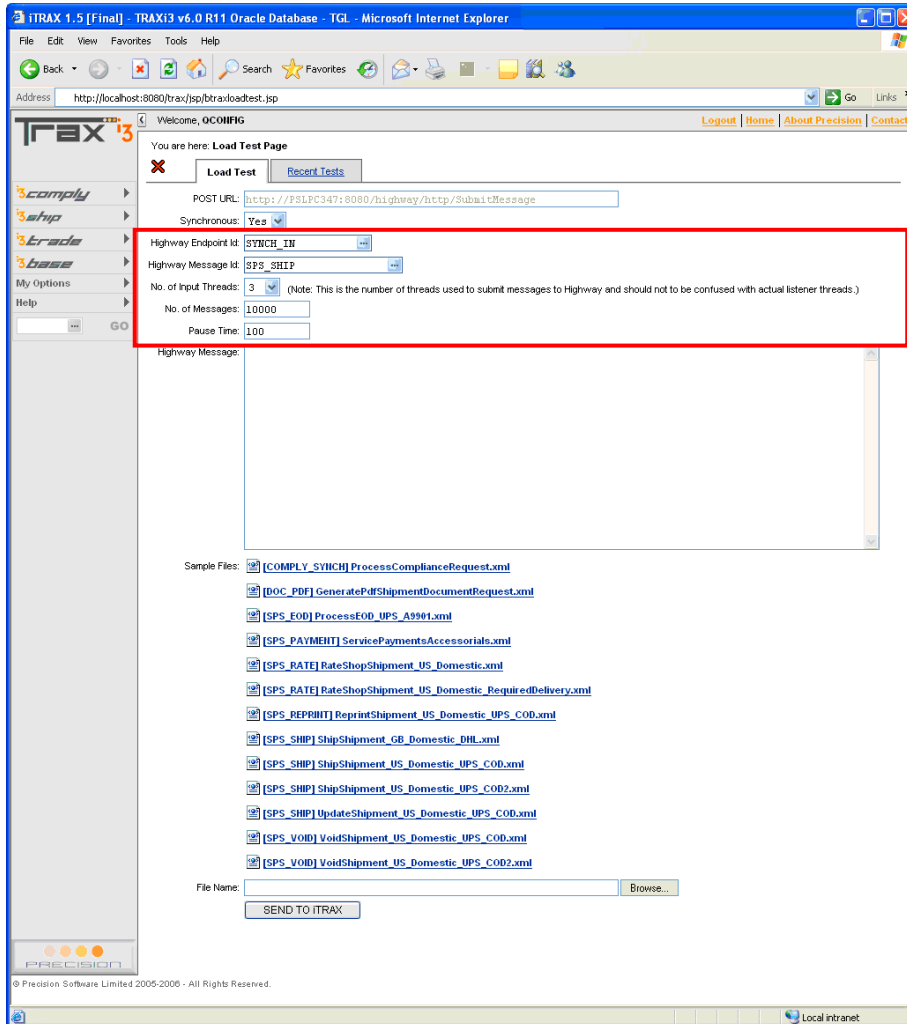 iTRAX 1.5 [Final] - TRAXi3 v6.0 R11 Oracle Database - TGL - Microsoft Internet Explorer
File Edit View Favorites Tools Help
Back Search Favorites
Address http://localhost:8080/trax/jsp/btraxloadtest.jsp Go Links
Trax i3
Welcome, QCONFIG
Logout | Home | About Precision | Contact
You are here: Load Test Page
Load Test Recent Tests
i3comply
i3ship
i3trade
i3base
My Options
Help
GO
POST URL: http://PSLPC347:8080/highway/http/SubmitMessage
Synchronous: Yes
Highway Endpoint Id: SYNCH_IN
Highway Message Id: SPS_SHIP
No. of Input Threads: 3 (Note: This is the number of threads used to submit messages to Highway and should not to be confused with actual listener threads.)
No. of Messages: 10000
Pause Time: 100
Highway Message:
Sample Files: [COMPLY_SYNCH] ProcessComplianceRequest.xml
[DOC_PDF] GeneratePdfShipmentDocumentRequest.xml
[SPS_EOD] ProcessEOD_UPS_A9901.xml
[SPS_PAYMENT] ServicePaymentsAccessorials.xml
[SPS_RATE] RateShopShipment_US_Domestic.xml
[SPS_RATE] RateShopShipment_US_Domestic_RequiredDelivery.xml
[SPS_REPRINT] ReprintShipment_US_Domestic_UPS_COD.xml
[SPS_SHIP] ShipShipment_GB_Domestic_DHL.xml
[SPS_SHIP] ShipShipment_US_Domestic_UPS_COD.xml
[SPS_SHIP] ShipShipment_US_Domestic_UPS_COD2.xml
[SPS_SHIP] UpdateShipment_US_Domestic_UPS_COD.xml
[SPS_VOID] VoidShipment_US_Domestic_UPS_COD.xml
[SPS_VOID] VoidShipment_US_Domestic_UPS_COD2.xml
File Name: Browse...
SEND TO iTRAX
PRECISION
© Precision Software Limited 2005-2006 - All Rights Reserved.
Local intranet